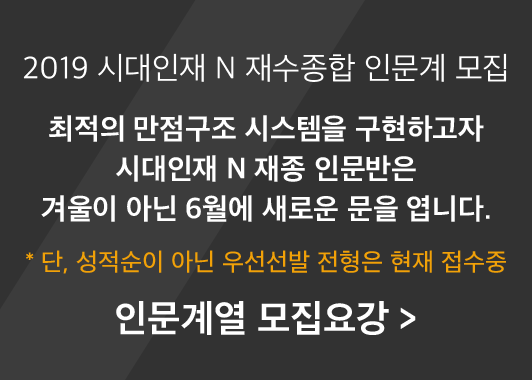 2019 시대인재 N 재수종합 인문계 모집
최적의 만점구조 시스템을 구현하고자
시대인재 N 재종 인문반은
겨울이 아닌 6월에 새로운 문을 엽니다.
* 단, 성적순이 아닌 우선선발 전형은 현재 접수중
인문계열 모집요강 >